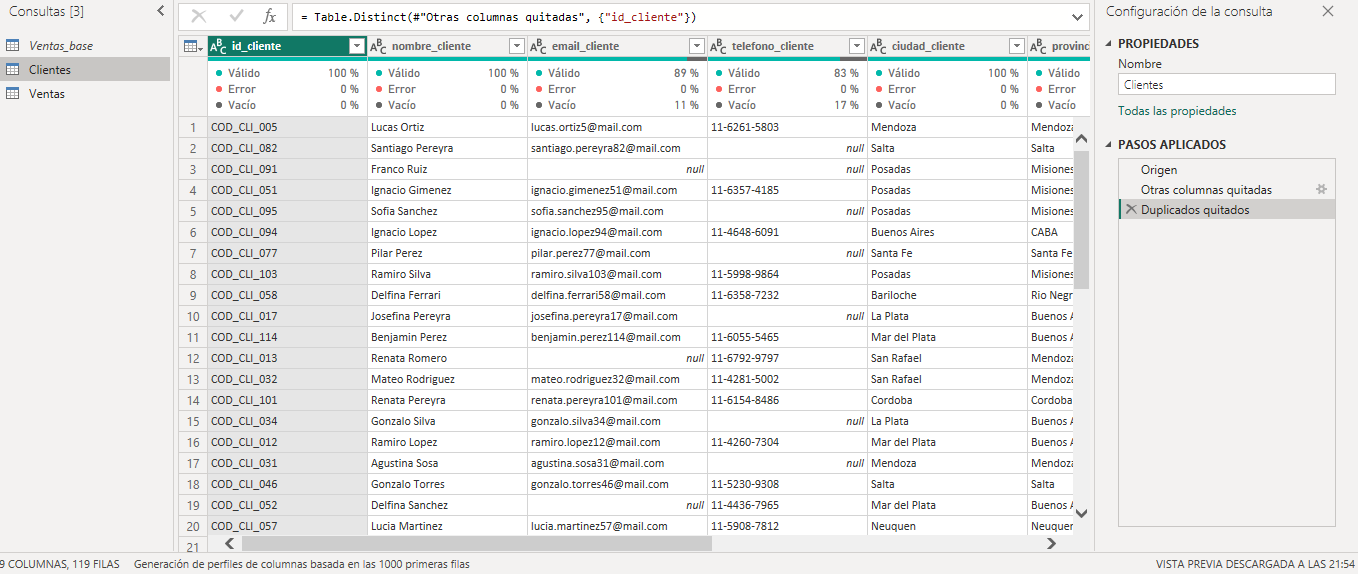 Consultas [3]
Ventas_base
Clientes
Ventas
= Table.Distinct(#"Otras columnas quitadas", {"id_cliente"})
id_cliente nombre_cliente email_cliente telefono_cliente ciudad_cliente provinc
Válido 100 % Válido 100 % Válido 89 % Válido 83 % Válido 100 % Válido
Error 0 % Error 0 % Error 0 % Error 0 % Error 0 % Error
Vacío 0 % Vacío 0 % Vacío 11 % Vacío 17 % Vacío 0 % Vacío
1 COD_CLI_005 Lucas Ortiz lucas.ortiz5@mail.com 11-6261-5803 Mendoza Mendoza
2 COD_CLI_082 Santiago Pereyra santiago.pereyra82@mail.com null Salta Salta
3 COD_CLI_091 Franco Ruiz null null Posadas Misiones
4 COD_CLI_051 Ignacio Gimenez ignacio.gimenez51@mail.com 11-6357-4185 Posadas Misiones
5 COD_CLI_095 Sofia Sanchez sofia.sanchez95@mail.com null Posadas Misiones
6 COD_CLI_094 Ignacio Lopez ignacio.lopez94@mail.com 11-4648-6091 Buenos Aires CABA
7 COD_CLI_077 Pilar Perez pilar.perez77@mail.com null Santa Fe Santa Fe
8 COD_CLI_103 Ramiro Silva ramiro.silva103@mail.com 11-5998-9864 Posadas Misiones
9 COD_CLI_058 Delfina Ferrari delfina.ferrari58@mail.com 11-6358-7232 Bariloche Rio Negr
10 COD_CLI_017 Josefina Pereyra josefina.pereyra17@mail.com null La Plata Buenos A
11 COD_CLI_114 Benjamin Perez benjamin.perez114@mail.com 11-6055-5465 Mar del Plata Buenos A
12 COD_CLI_013 Renata Romero null 11-6792-9797 San Rafael Mendoza
13 COD_CLI_032 Mateo Rodriguez mateo.rodriguez32@mail.com 11-4281-5002 San Rafael Mendoza
14 COD_CLI_101 Renata Pereyra renata.pereyra101@mail.com 11-6154-8486 Cordoba Cordoba
15 COD_CLI_034 Gonzalo Silva gonzalo.silva34@mail.com null La Plata Buenos A
16 COD_CLI_012 Ramiro Lopez ramiro.lopez12@mail.com 11-4260-7304 Mar del Plata Buenos A
17 COD_CLI_031 Agustina Sosa agustina.sosa31@mail.com null Mendoza Mendoza
18 COD_CLI_046 Gonzalo Torres gonzalo.torres46@mail.com 11-5230-9308 Salta Salta
19 COD_CLI_052 Delfina Sanchez null 11-4436-7965 Mar del Plata Buenos A
20 COD_CLI_057 Lucia Martinez lucia.martinez57@mail.com 11-5908-7812 Neuquen Neuquen
21
Configuración de la consulta
PROPIEDADES
Nombre
Clientes
Todas las propiedades
PASOS APLICADOS
Origen
Otras columnas quitadas
Duplicados quitados
9 COLUMNAS, 119 FILAS Generación de perfiles de columnas basada en las 1000 primeras filas VISTA PREVIA DESCARGADA A LAS 21:54